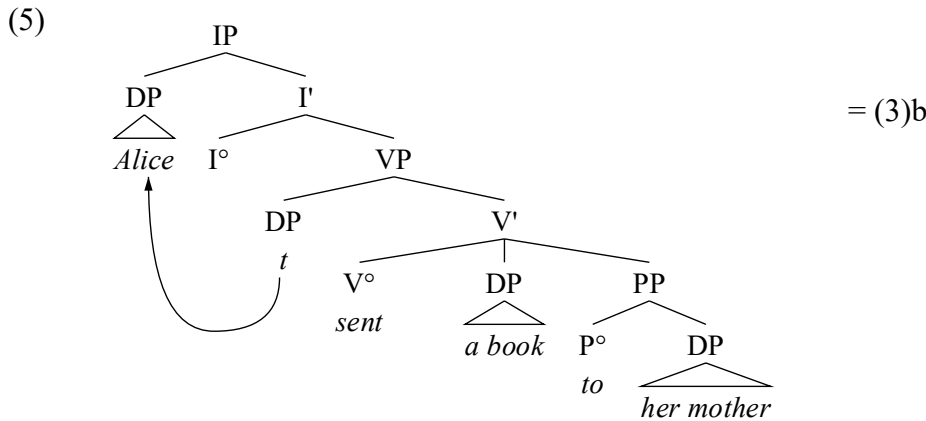 (5)
IP
DP I' = (3)b
Alice I° VP
DP V'
t
V° DP PP
sent
a book P° DP
to
her mother